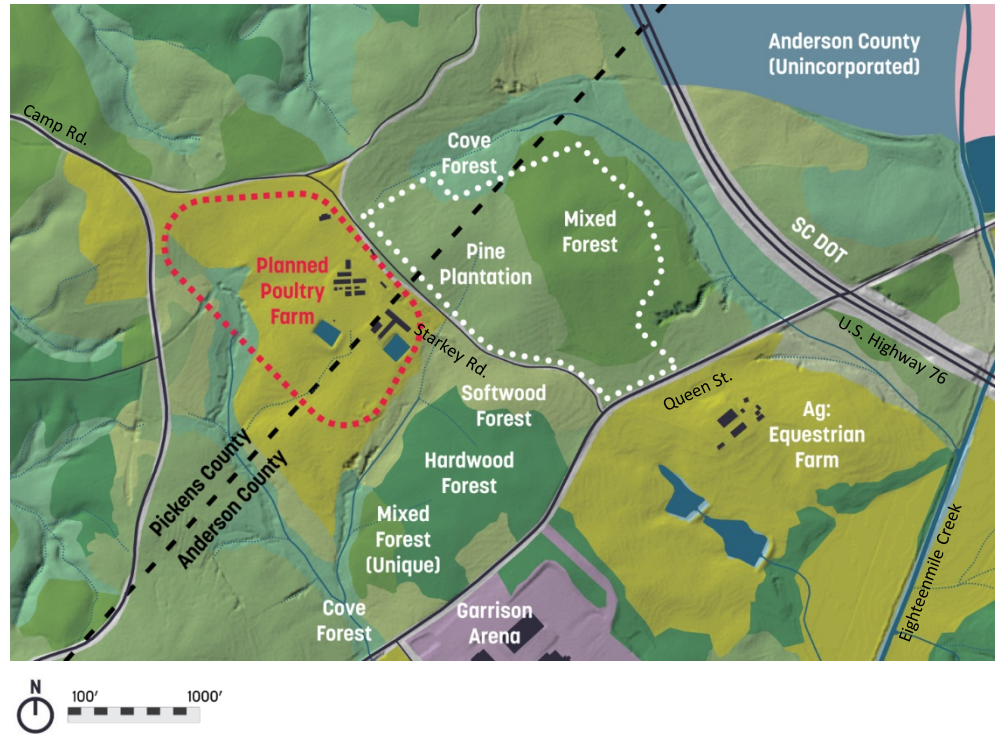 Anderson County
(Unincorporated)
Camp Rd.
Cove
Forest
Mixed
Forest
SC DOT
Pine
Plantation
Planned
Poultry
Farm
Starkey Rd.
U.S. Highway 76
Queen St.
Softwood
Forest
Ag:
Equestrian
Farm
Hardwood
Forest
Pickens County
Anderson County
Mixed
Forest
(Unique)
Eighteenmile Creek
Cove
Forest
Garrison
Arena
N
100'
1000'